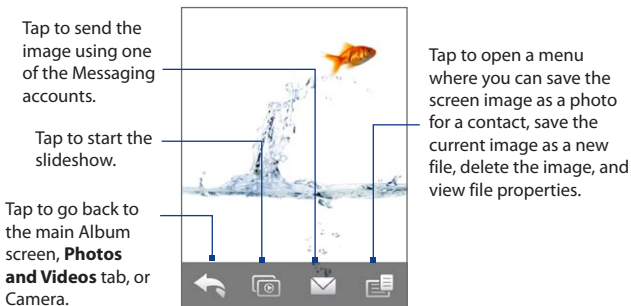 Tap to send the
image using one
of the Messaging
accounts.
Tap to start the
slideshow.
Tap to go back to
the main Album
screen, Photos
and Videos tab, or
Camera.
Tap to open a menu
where you can save the
screen image as a photo
for a contact, save the
current image as a new
file, delete the image, and
view file properties.